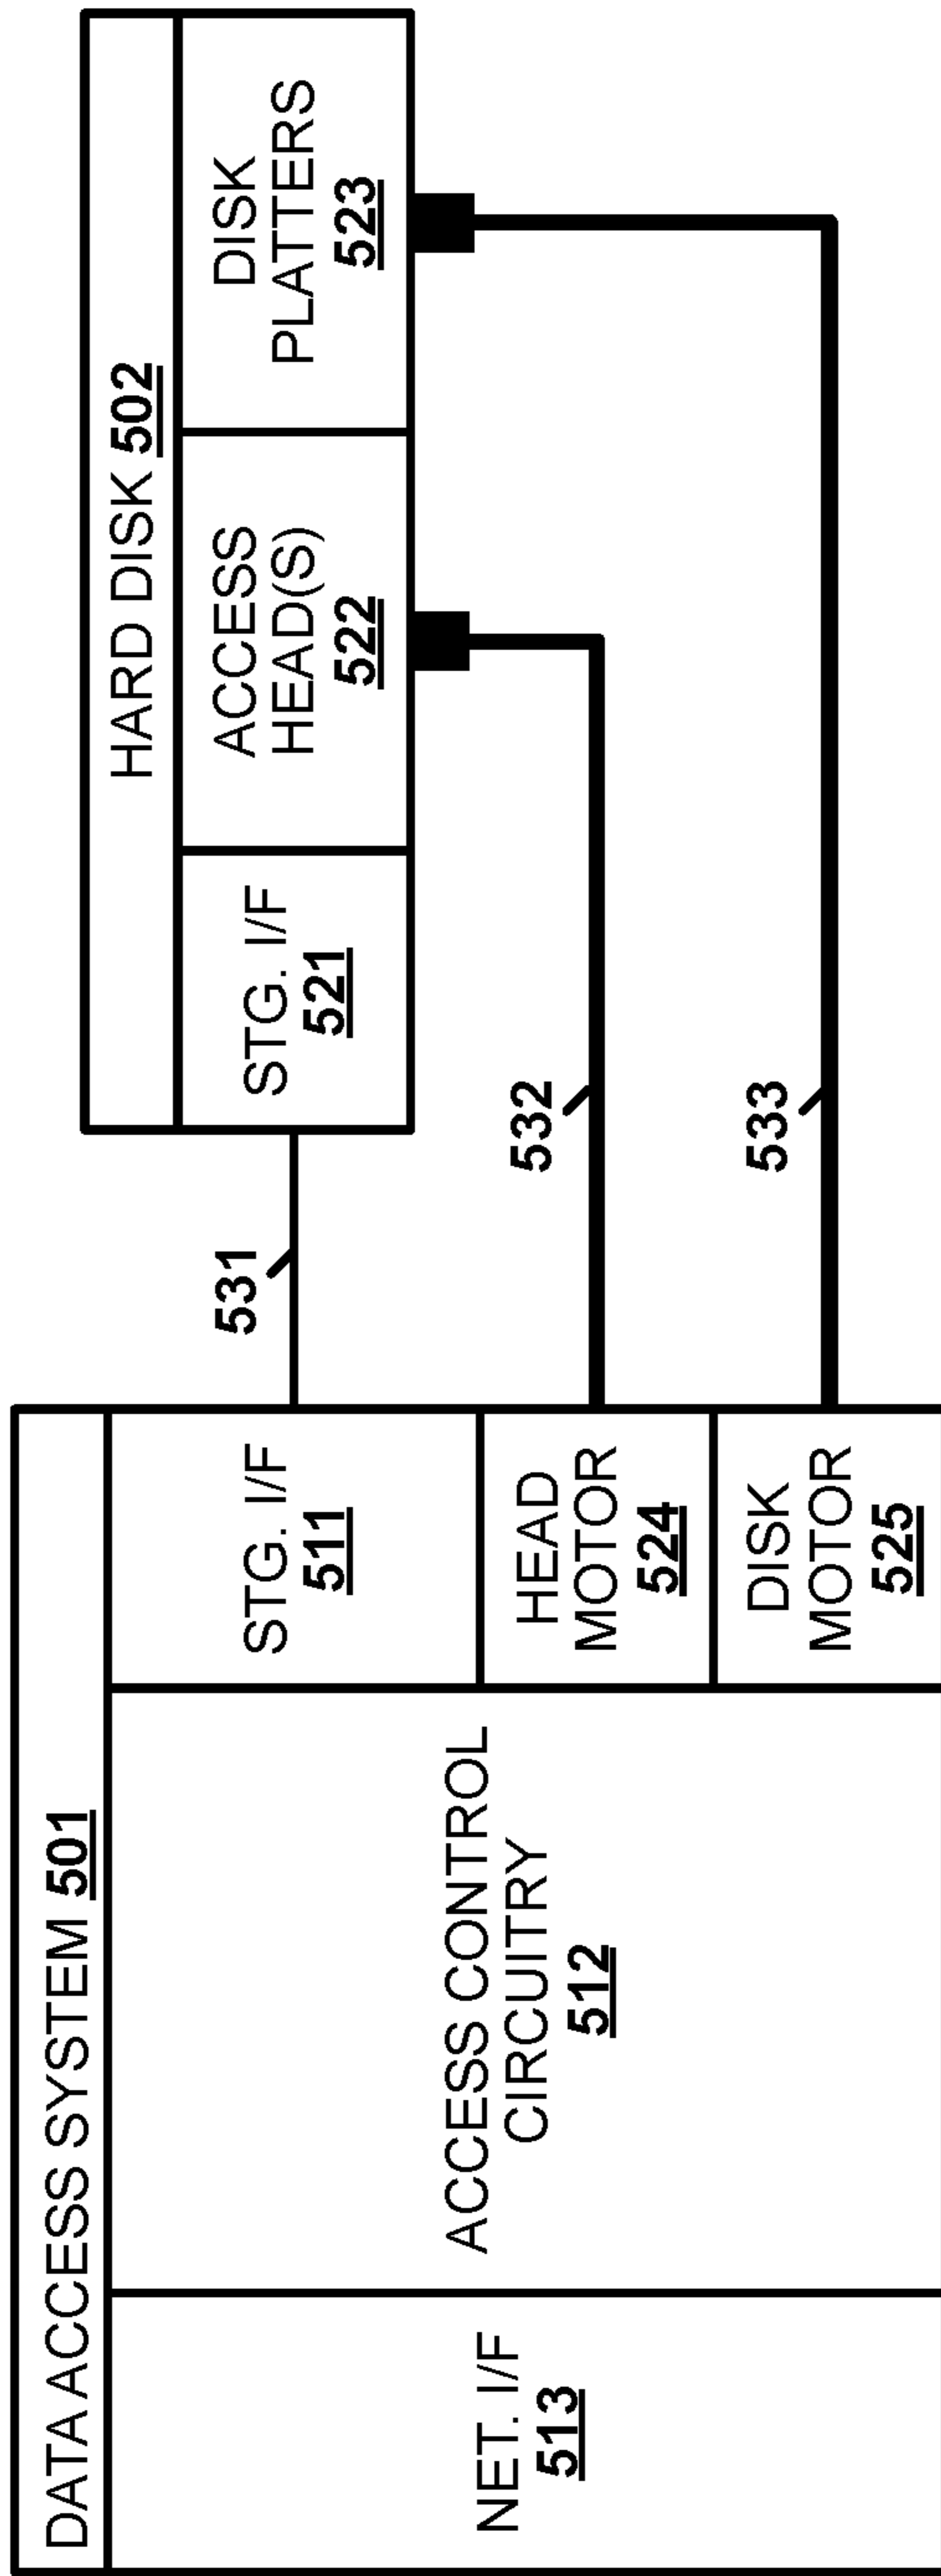 DATA ACCESS SYSTEM 501
NET. I/F
513
ACCESS CONTROL
CIRCUITRY
512
STG. I/F
511
HEAD
MOTOR
524
DISK
MOTOR
525
531
532
533
HARD DISK 502
STG. I/F
521
ACCESS
HEAD(S)
522
DISK
PLATTERS
523